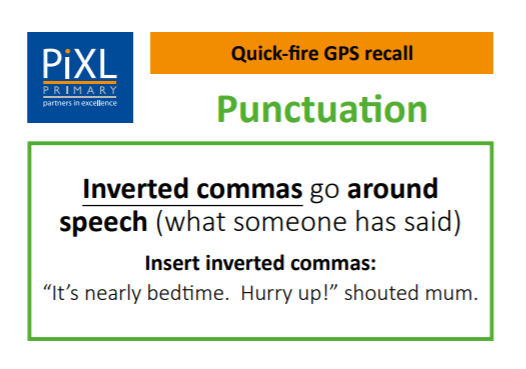 PiXL
PRIMARY
partners in excellence
Quick-fire GPS recall
Punctuation
Inverted commas go around
speech (what someone has said)
Insert inverted commas:
“It’s nearly bedtime.  Hurry up!” shouted mum.